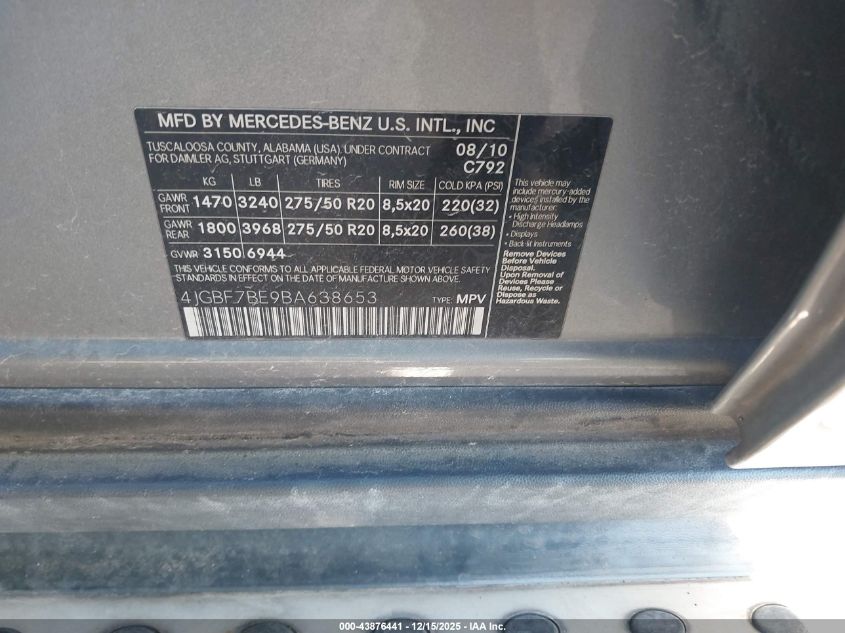 MFD BY MERCEDES-BENZ U.S. INTL., INC
TUSCALOOSA COUNTY, ALABAMA (USA). UNDER CONTRACT
FOR DAIMLER AG, STUTTGART (GERMANY)
08/10
C792
KG LB TIRES RIM SIZE COLD KPA (PSI)
GAWR FRONT 1470 3240 275/50 R20 8,5x20 220(32)
GAWR REAR 1800 3968 275/50 R20 8,5x20 260(38)
GVWR 3150 6944
THIS VEHICLE CONFORMS TO ALL APPLICABLE FEDERAL MOTOR VEHICLE SAFETY
STANDARDS IN EFFECT ON THE DATE OF MANUFACTURE SHOWN ABOVE.
4JGBF7BE9BA638653 TYPE: MPV
This vehicle may
include mercury-added
devices installed by the
manufacturer:
• High Intensity
Discharge Headlamps
• Displays
• Back-lit Instruments
Remove Devices
Before Vehicle
Disposal.
Upon Removal
of Devices Please
Reuse, Recycle or
Dispose as
Hazardous Waste.
000-43876441 - 12/15/2025 - IAA Inc.